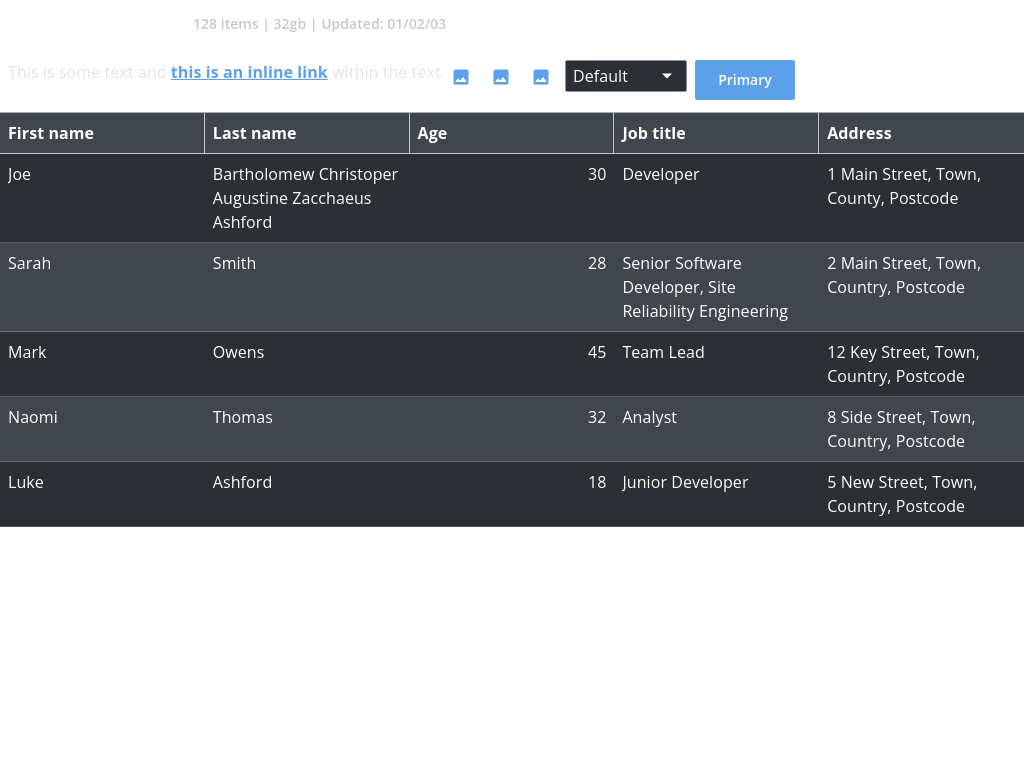 128 items | 32gb | Updated: 01/02/03
This is some text and this is an inline link within the text. Default Primary
First name Last name Age Job title Address
Joe Bartholomew Christoper Augustine Zacchaeus Ashford 30 Developer 1 Main Street, Town, County, Postcode
Sarah Smith 28 Senior Software Developer, Site Reliability Engineering 2 Main Street, Town, Country, Postcode
Mark Owens 45 Team Lead 12 Key Street, Town, Country, Postcode
Naomi Thomas 32 Analyst 8 Side Street, Town, Country, Postcode
Luke Ashford 18 Junior Developer 5 New Street, Town, Country, Postcode